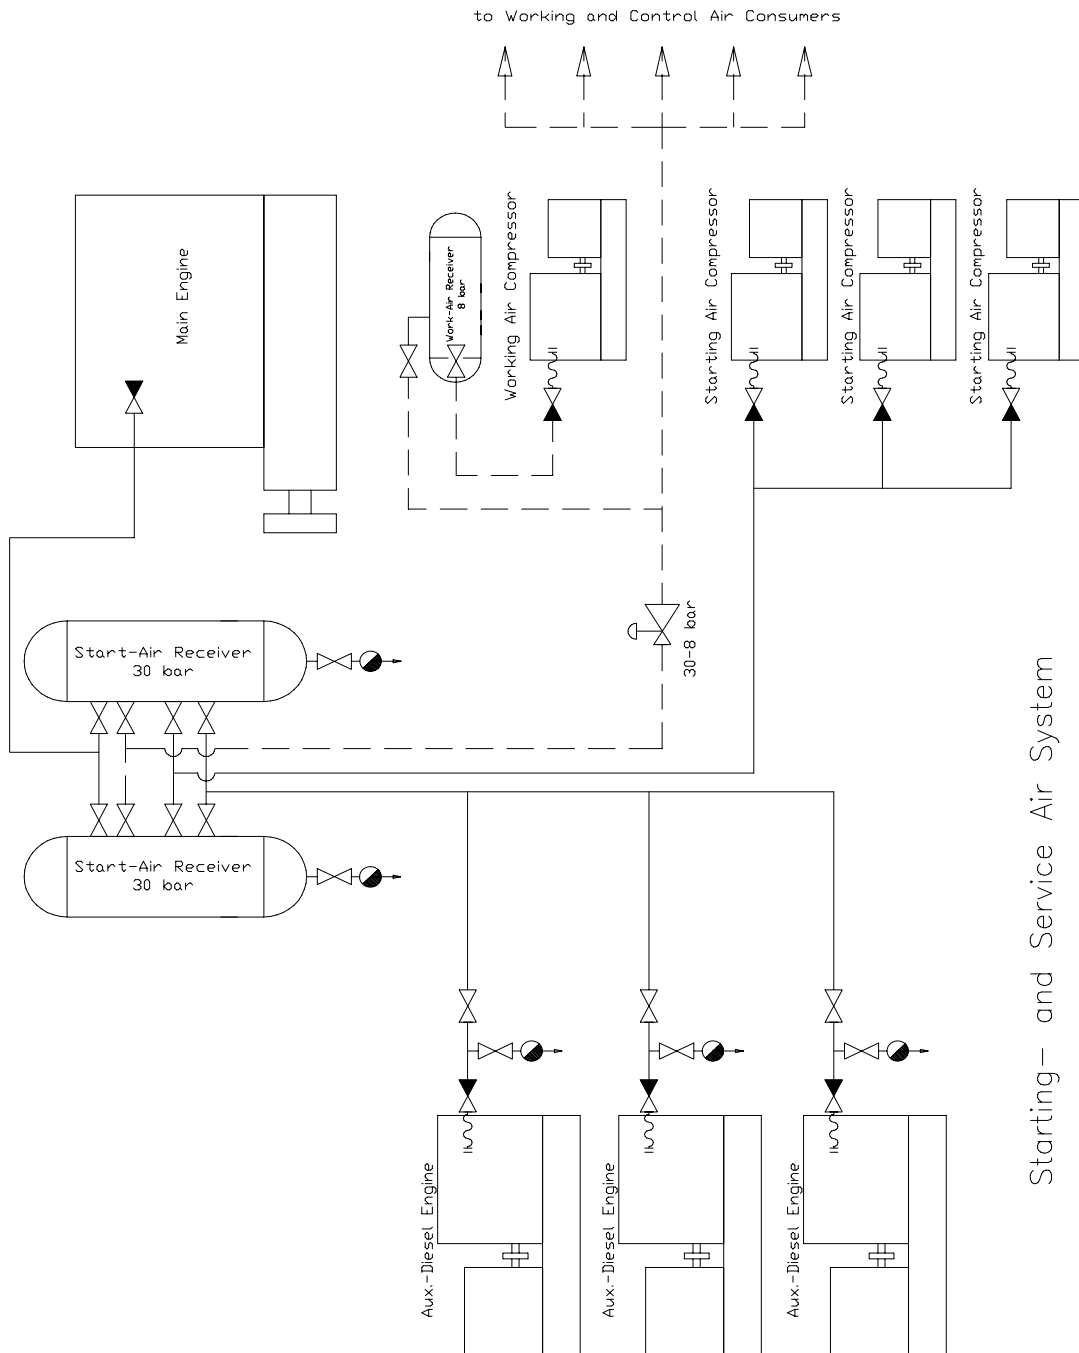 to Working and Control Air Consumers
Main Engine
Work-Air Receiver
8 bar
Working Air Compressor
Starting Air Compressor
Starting Air Compressor
Starting Air Compressor
Start-Air Receiver
30 bar
30-8 bar
Start-Air Receiver
30 bar
Starting- and Service Air System
Aux.-Diesel Engine
Aux.-Diesel Engine
Aux.-Diesel Engine